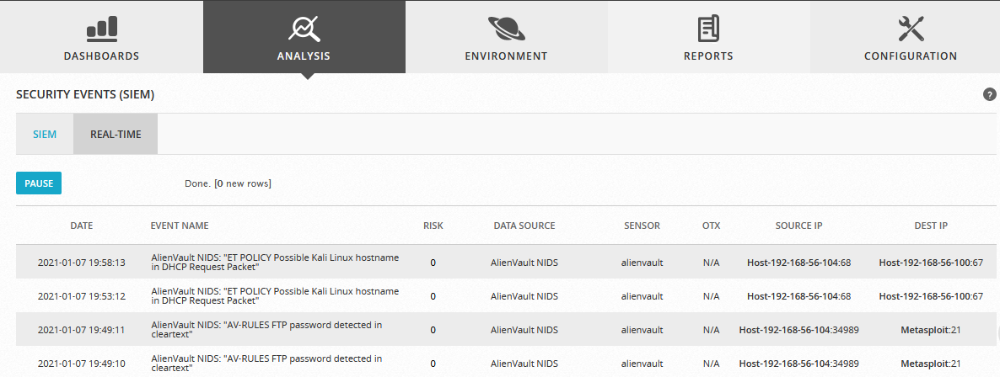 DASHBOARDS ANALYSIS ENVIRONMENT REPORTS CONFIGURATION
SECURITY EVENTS (SIEM) ?
SIEM REAL-TIME
PAUSE Done. [0 new rows]
DATE EVENT NAME RISK DATA SOURCE SENSOR OTX SOURCE IP DEST IP
2021-01-07 19:58:13 AlienVault NIDS: "ET POLICY Possible Kali Linux hostname in DHCP Request Packet" 0 AlienVault NIDS alienvault N/A Host-192-168-56-104:68 Host-192-168-56-100:67
2021-01-07 19:53:12 AlienVault NIDS: "ET POLICY Possible Kali Linux hostname in DHCP Request Packet" 0 AlienVault NIDS alienvault N/A Host-192-168-56-104:68 Host-192-168-56-100:67
2021-01-07 19:49:11 AlienVault NIDS: "AV-RULES FTP password detected in cleartext" 0 AlienVault NIDS alienvault N/A Host-192-168-56-104:34989 Metasploit:21
2021-01-07 19:49:10 AlienVault NIDS: "AV-RULES FTP password detected in cleartext" 0 AlienVault NIDS alienvault N/A Host-192-168-56-104:34989 Metasploit:21